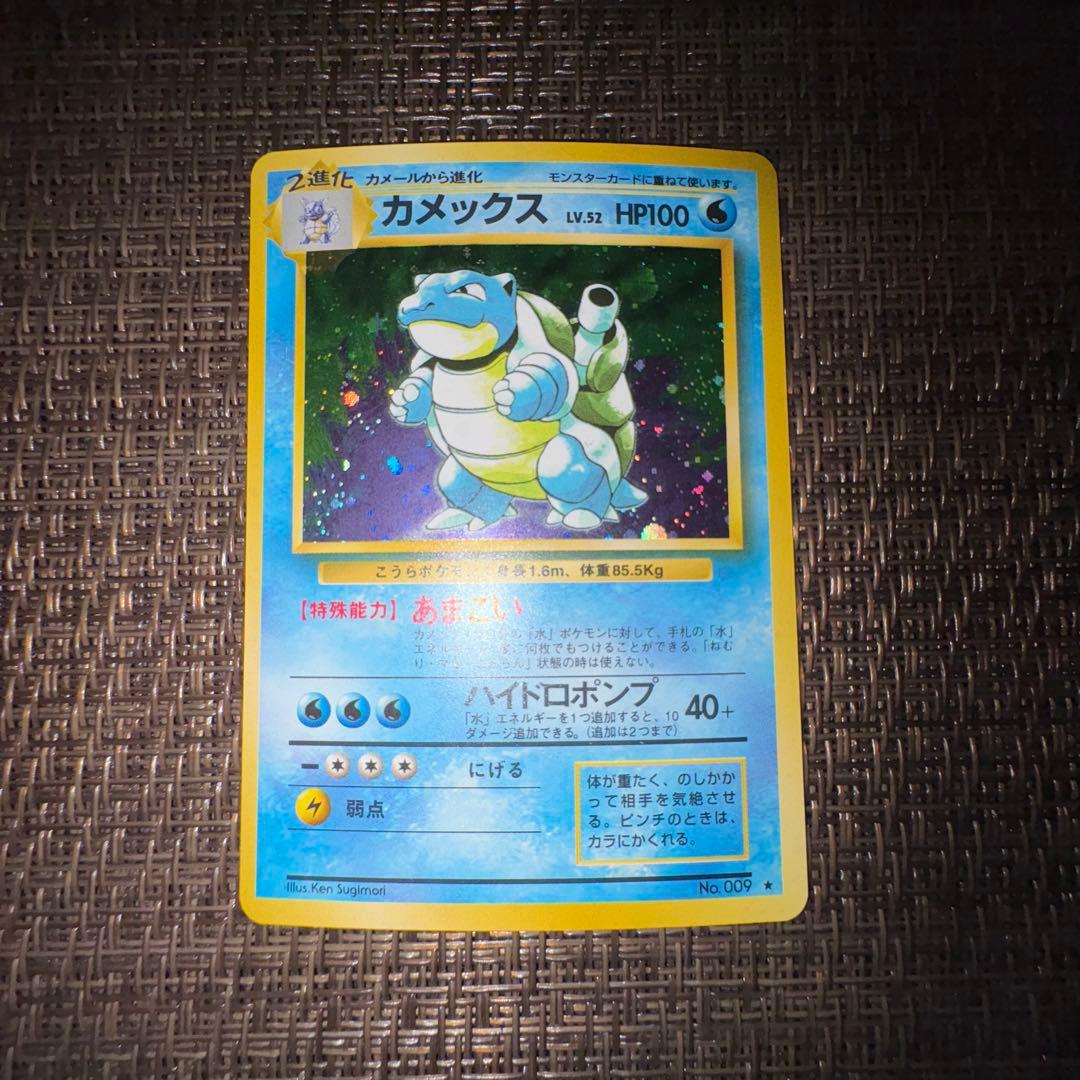 2進化 カメールから進化 モンスターカードに重ねて使います。
カメックス LV.52 HP100
こうらポケモン 身長1.6m、体重85.5Kg
【特殊能力】 あまごい
「水」ポケモンに対して、手札の「水」
何枚でもつけることができる。「ねむ
り・マヒ・こんらん」状態の時は使えない。
ハイドロポンプ 40+
「水」エネルギーを1つ追加すると、10
ダメージ追加できる。(追加は2つまで)
にげる
弱点
体が重たく、のしかか
って相手を気絶させ
る。ピンチのときは、
カラにかくれる。
Illus.Ken Sugimori No.009 ★